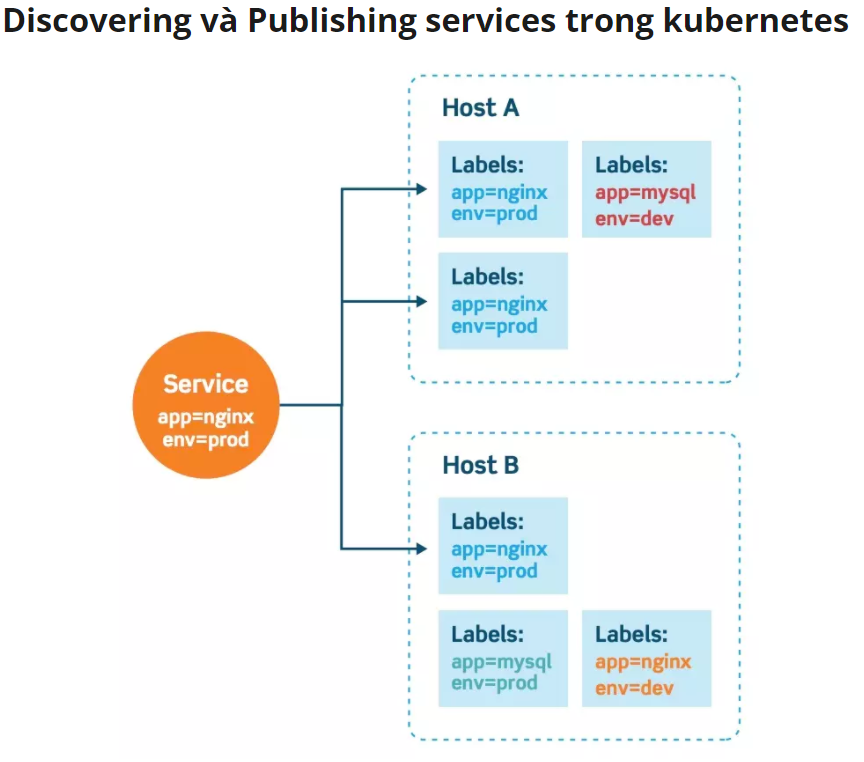 Discovering và Publishing services trong kubernetes
Host A
Labels:
app=nginx
env=prod
Labels:
app=mysql
env=dev
Labels:
app=nginx
env=prod
Service
app=nginx
env=prod
Host B
Labels:
app=nginx
env=prod
Labels:
app=mysql
env=prod
Labels:
app=nginx
env=dev